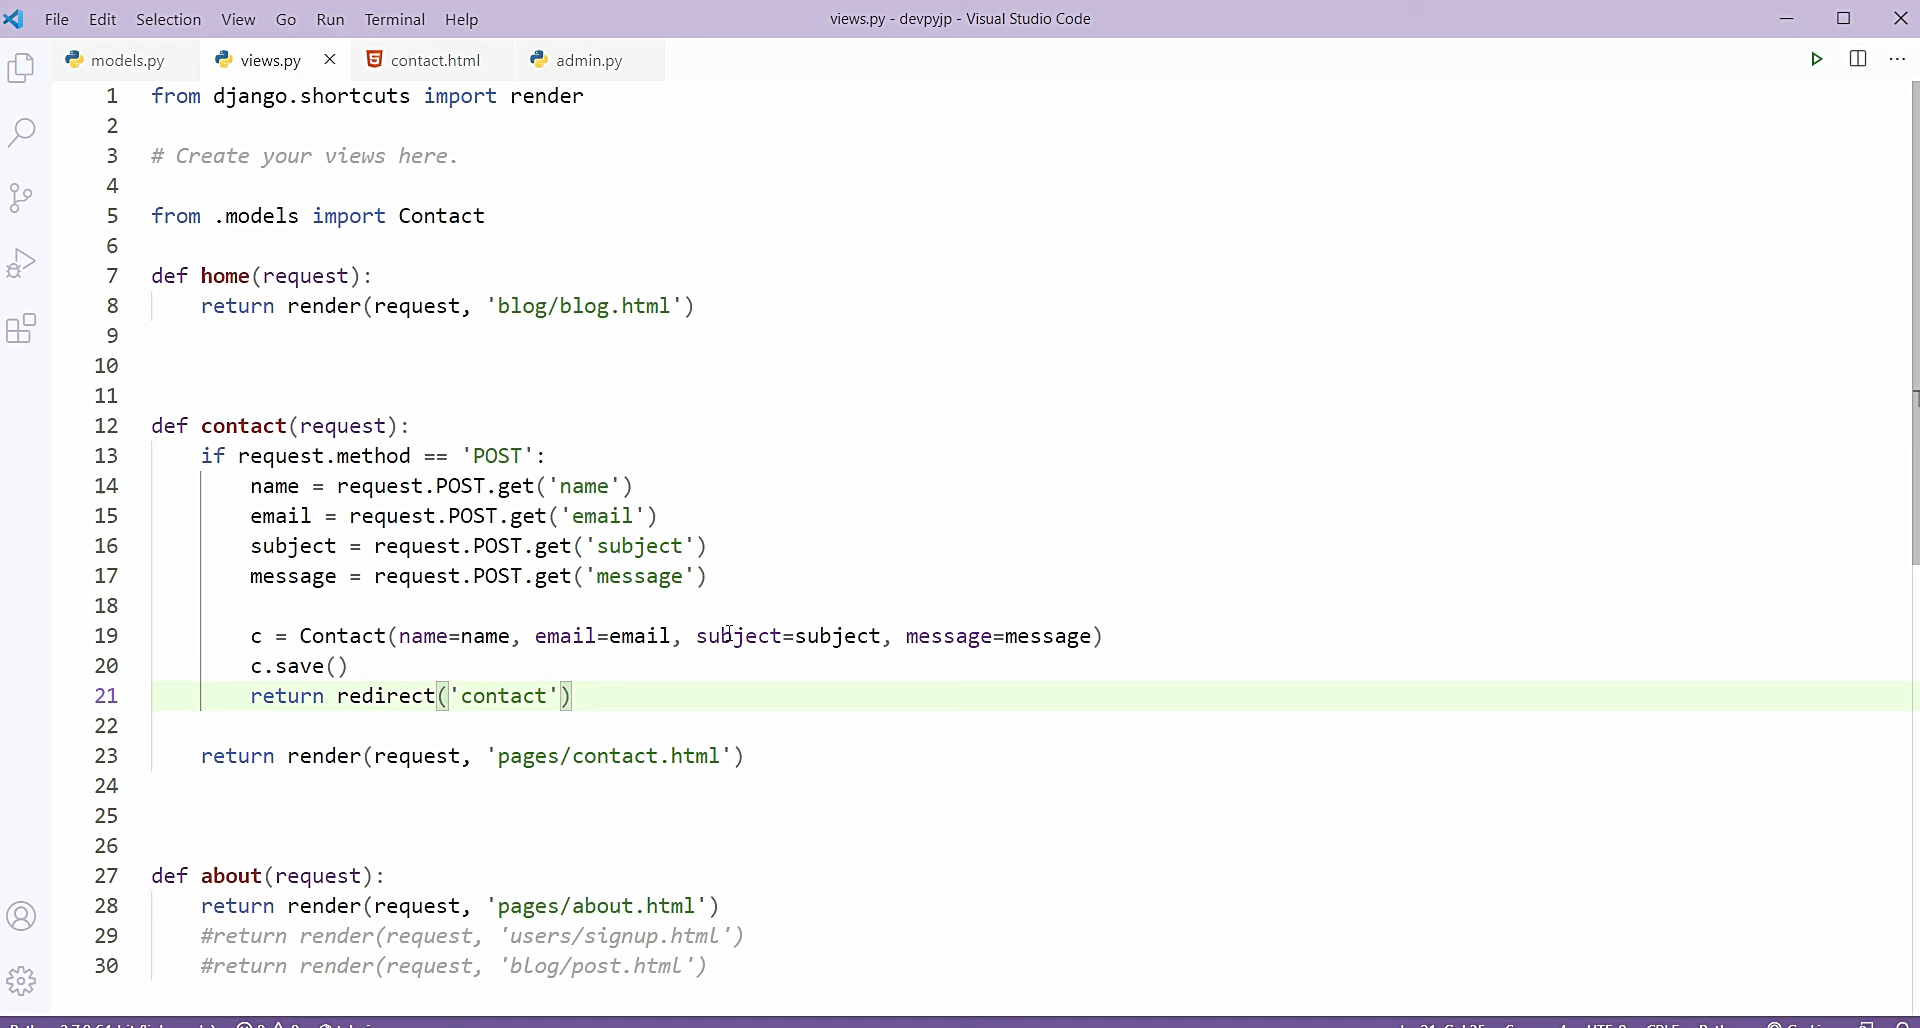 File Edit Selection View Go Run Terminal Help views.py - devpyjp - Visual Studio Code
models.py views.py contact.html admin.py
1 from django.shortcuts import render
2
3 # Create your views here.
4
5 from .models import Contact
6
7 def home(request):
8 return render(request, 'blog/blog.html')
9
10
11
12 def contact(request):
13 if request.method == 'POST':
14 name = request.POST.get('name')
15 email = request.POST.get('email')
16 subject = request.POST.get('subject')
17 message = request.POST.get('message')
18
19 c = Contact(name=name, email=email, subject=subject, message=message)
20 c.save()
21 return redirect('contact')
22
23 return render(request, 'pages/contact.html')
24
25
26
27 def about(request):
28 return render(request, 'pages/about.html')
29 #return render(request, 'users/signup.html')
30 #return render(request, 'blog/post.html')